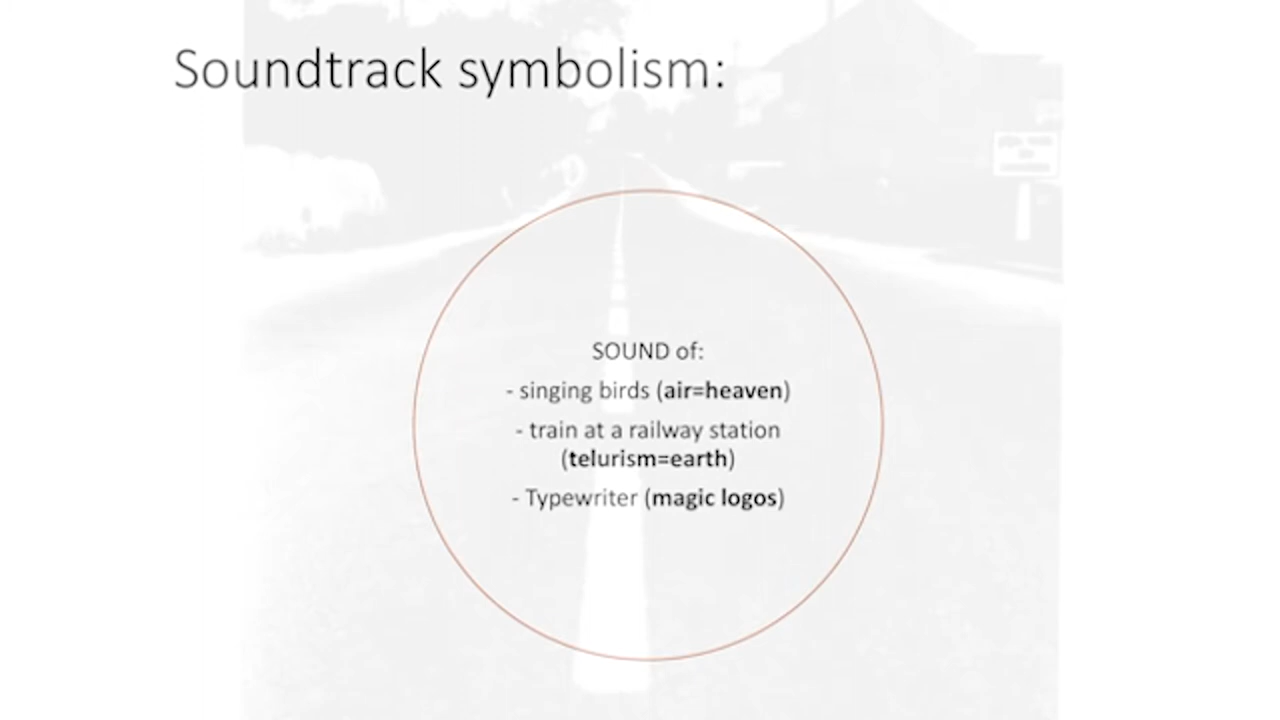 Soundtrack symbolism:
SOUND of:
- singing birds (air=heaven)
- train at a railway station
(telurism=earth)
- Typewriter (magic logos)